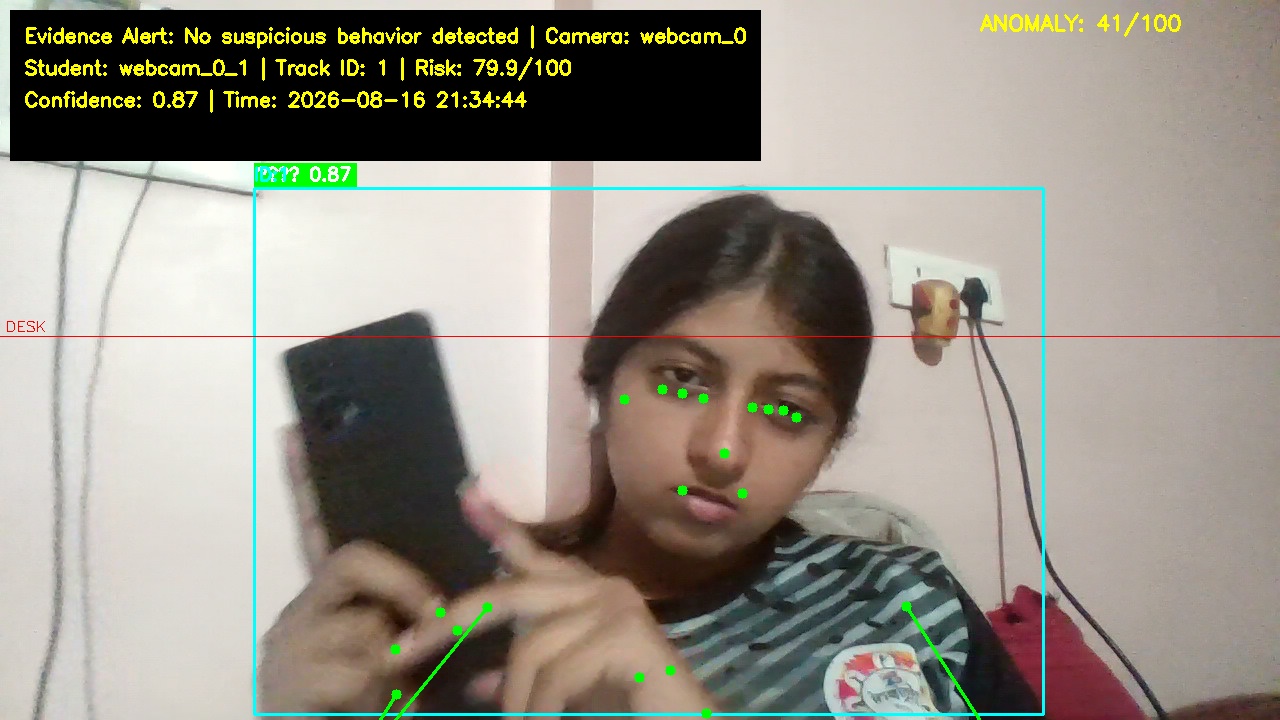 Evidence Alert: No suspicious behavior detected | Camera: webcam_0
ANOMALY: 41/100
Student: webcam_0_1 | Track ID: 1 | Risk: 79.9/100
Confidence: 0.87 | Time: 2026-08-16 21:34:44
0.87
DESK